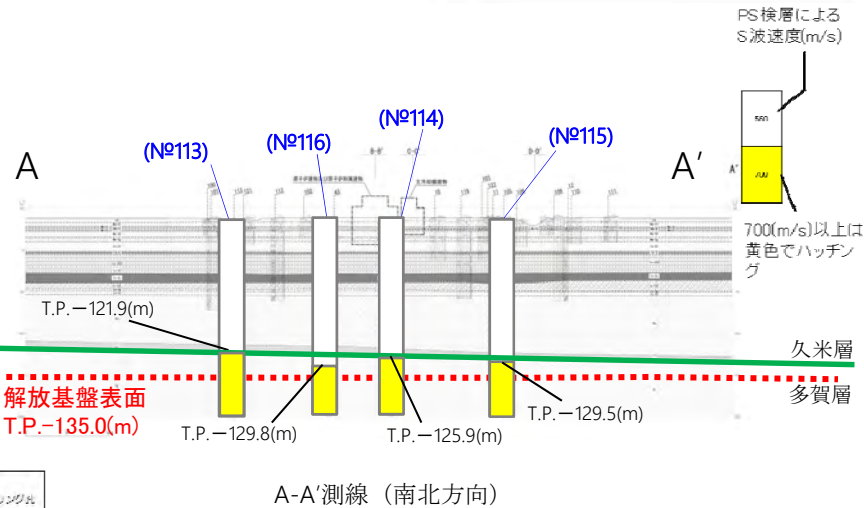 PS検層による
S波速度(m/s)
(№114)
(№116)
(№113)
(№115)
A
A′
560
700
A'
B-B'
C-C'
D-D'
700(m/s)以上は
黄色でハッチン
グ
T.P.－121.9(m)
久米層
解放基盤表面
T.P.-135.0(m)
多賀層
T.P.－129.8(m)
T.P.－125.9(m)
T.P.－129.5(m)
A-A′測線（南北方向）